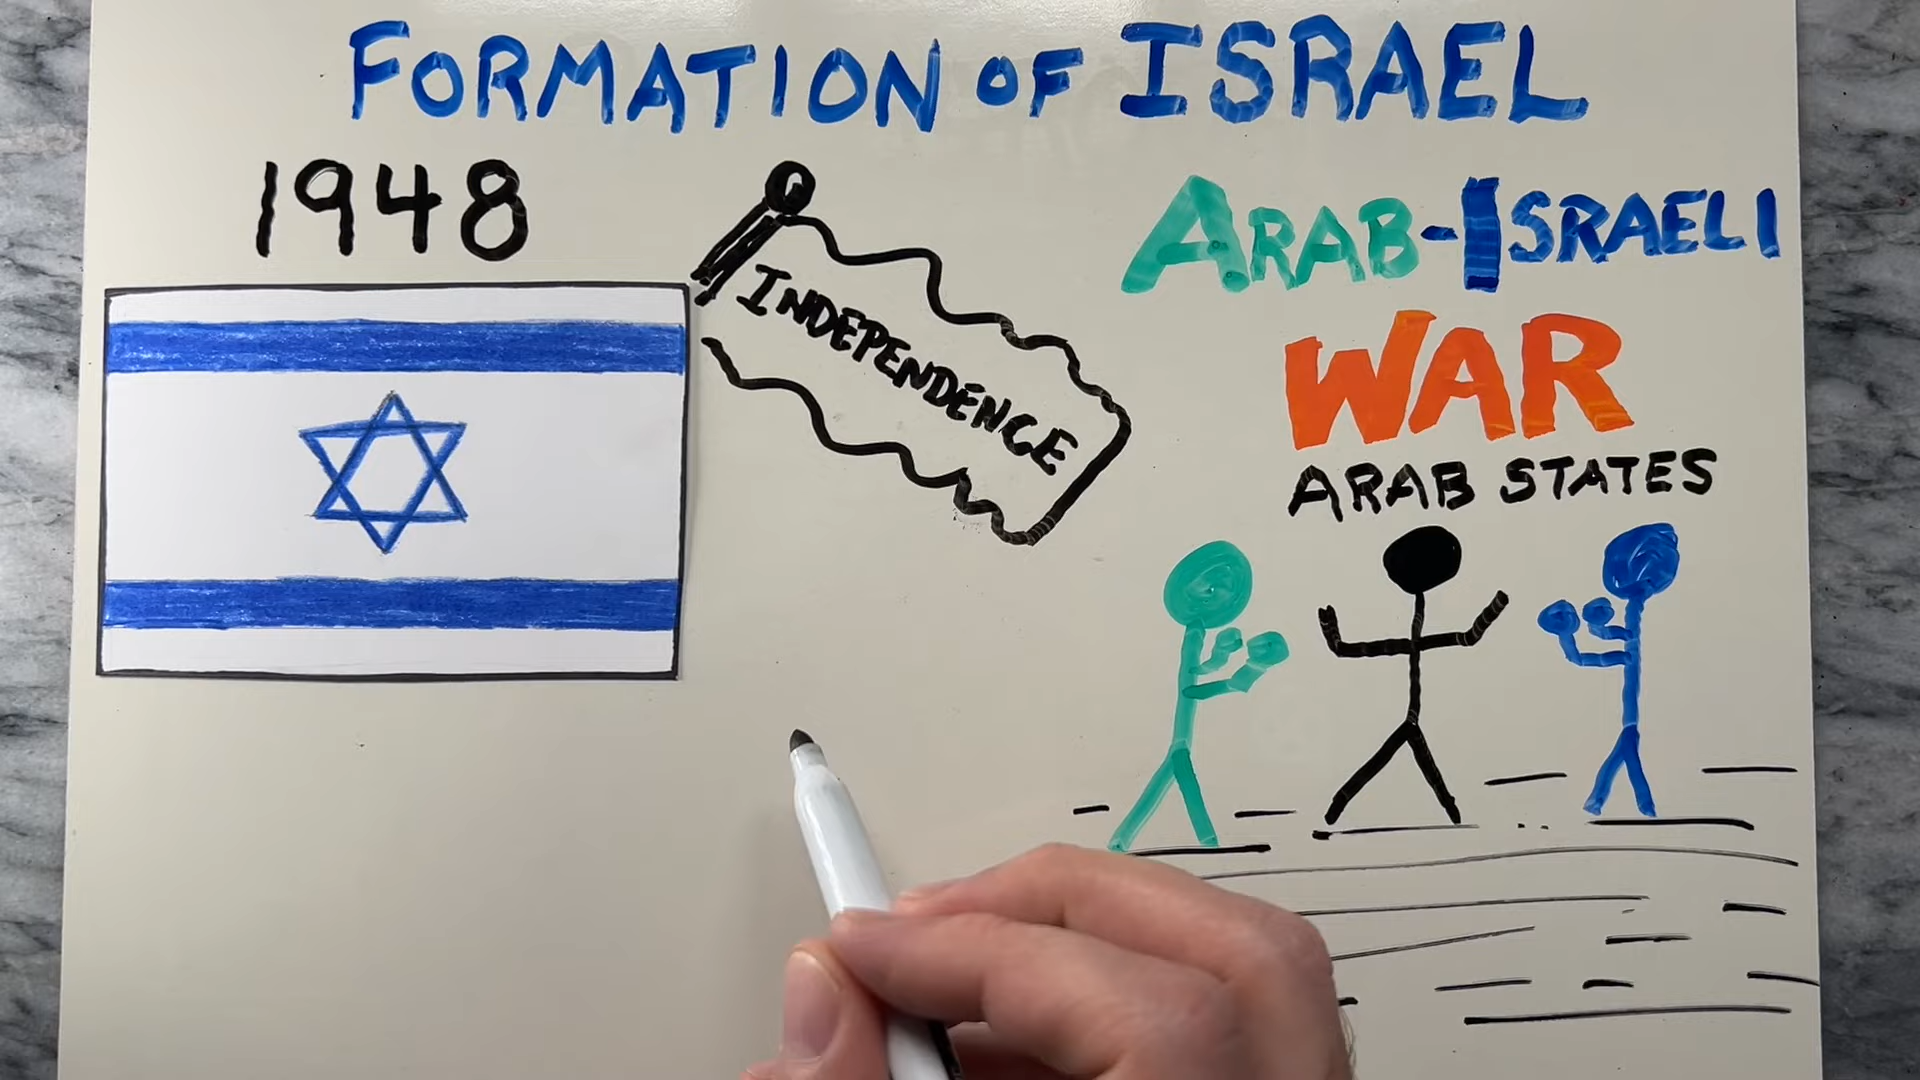 FORMATION OF ISRAEL
1948
INDEPENDENCE
ARAB-ISRAELI
WAR
ARAB STATES